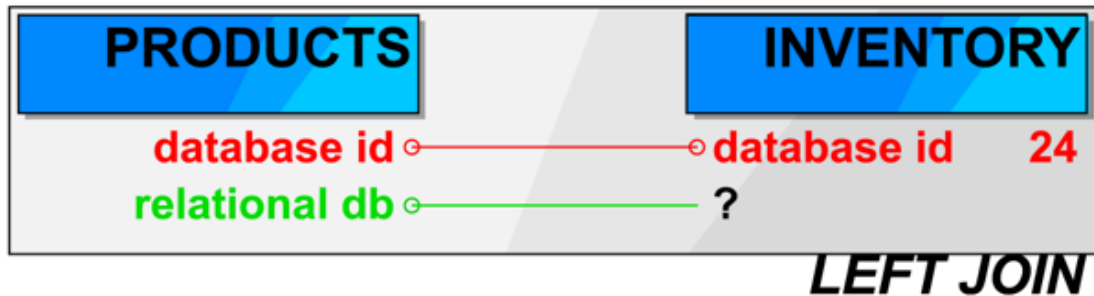 PRODUCTS INVENTORY
database id database id 24
relational db ?
LEFT JOIN